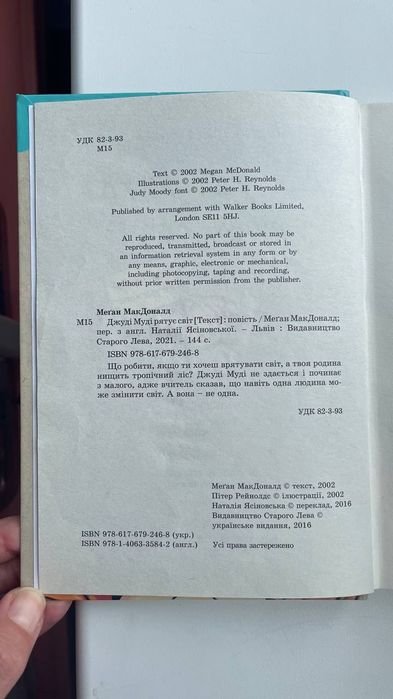 УДК 82-3-93
М15
Text © 2002 Megan McDonald
Illustrations © 2002 Peter H. Reynolds
Judy Moody font © 2002 Peter H. Reynolds
Published by arrangement with Walker Books Limited,
London SE11 5HJ.
All rights reserved. No part of this book may be
reproduced, transmitted, broadcast or stored in
an information retrieval system in any form or by
any means, graphic, electronic or mechanical,
including photocopying, taping and recording,
without prior written permission from the publisher.
Меґан МакДоналд
М15 Джуді Муді рятує світ [Текст] : повість / Меґан МакДоналд;
пер. з англ. Наталії Ясіновської. – Львів : Видавництво
Старого Лева, 2021. – 144 с.
ISBN 978-617-679-246-8
Що робити, якщо ти хочеш врятувати світ, а твоя родина
нищить тропічний ліс? Джуді Муді не здається і починає
з малого, адже вчитель сказав, що навіть одна людина мо-
же змінити світ. А вона – не одна.
УДК 82-3-93
Меґан МакДоналд © текст, 2002
Пітер Рейнолдс © ілюстрації, 2002
Наталія Ясіновська © переклад, 2016
Видавництво Старого Лева ©
українське видання, 2016
ISBN 978-617-679-246-8 (укр.)
ISBN 978-1-4063-3584-2 (англ.) Усі права застережено